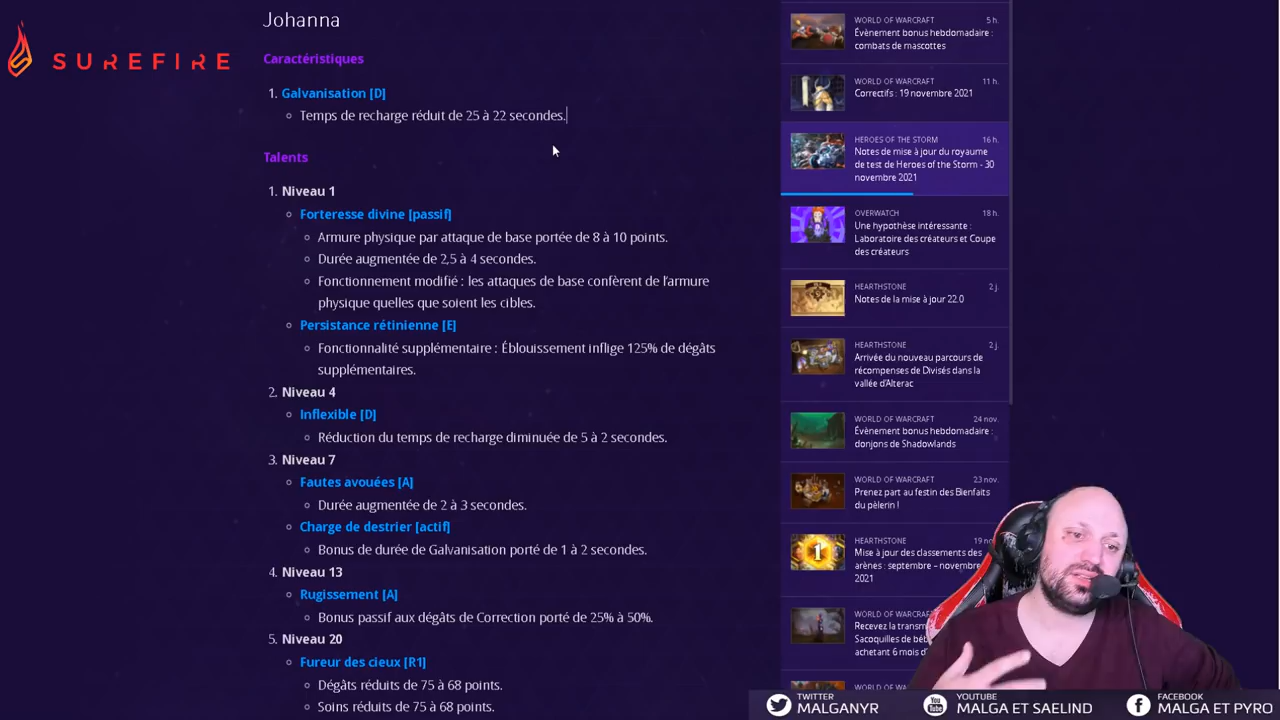 SUREFIRE
Johanna
Caractéristiques
1. Galvanisation [D]
Temps de recharge réduit de 25 à 22 secondes.
Talents
1. Niveau 1
Forteresse divine [passif]
Armure physique par attaque de base portée de 8 à 10 points.
Durée augmentée de 2,5 à 4 secondes.
Fonctionnement modifié : les attaques de base confèrent de l'armure
physique quelles que soient les cibles.
Persistance rétinienne [E]
Fonctionnalité supplémentaire : Éblouissement inflige 125% de dégâts
supplémentaires.
2. Niveau 4
Inflexible [D]
Réduction du temps de recharge diminuée de 5 à 2 secondes.
3. Niveau 7
Fautes avouées [A]
Durée augmentée de 2 à 3 secondes.
Charge de destrier [actif]
Bonus de durée de Galvanisation porté de 1 à 2 secondes.
4. Niveau 13
Rugissement [A]
Bonus passif aux dégâts de Correction porté de 25% à 50%.
5. Niveau 20
Fureur des cieux [R1]
Dégâts réduits de 75 à 68 points.
Soins réduits de 75 à 68 points.
WORLD OF WARCRAFT 5 h.
Évènement bonus hebdomadaire :
combats de mascottes
WORLD OF WARCRAFT 11 h.
Correctifs : 19 novembre 2021
HEROES OF THE STORM 16 h.
Notes de mise à jour du royaume
de test de Heroes of the Storm - 30
novembre 2021
OVERWATCH 18 h.
Une hypothèse intéressante :
Laboratoire des créateurs et Coupe
des créateurs
HEARTHSTONE 2 j.
Notes de la mise à jour 22.0
HEARTHSTONE 2 j.
Arrivée du nouveau parcours de
récompenses de Divisés dans la
vallée d'Alterac
WORLD OF WARCRAFT 24 nov.
Évènement bonus hebdomadaire :
donjons de Shadowlands
WORLD OF WARCRAFT 23 nov.
Prenez part au festin des Bienfaits
du pèlerin !
HEARTHSTONE 19 nov
Mise à jour des classements des
arènes : septembre – novembre
2021
WORLD OF WARC
Recevez la transm
Sacoquilles de bé
achetant 6 mois d'
WORLD OF W
TWITTER
MALGANYR
YOUTUBE
MALGA ET SAELIND
FACEBOOK
MALGA ET PYRO